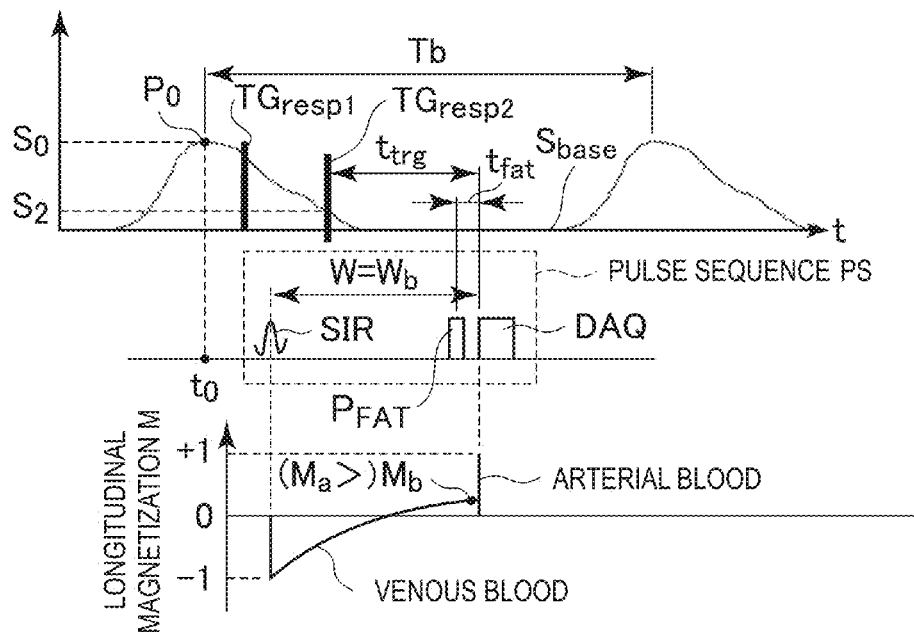 Tb
P0
TGresp1
TGresp2
S0
ttrg
tfat
Sbase
S2
t
W=Wb
PULSE SEQUENCE PS
SIR
DAQ
t0
PFAT
LONGITUDINAL
MAGNETIZATION M
+1
(Ma>)Mb
ARTERIAL BLOOD
0
−1
VENOUS BLOOD